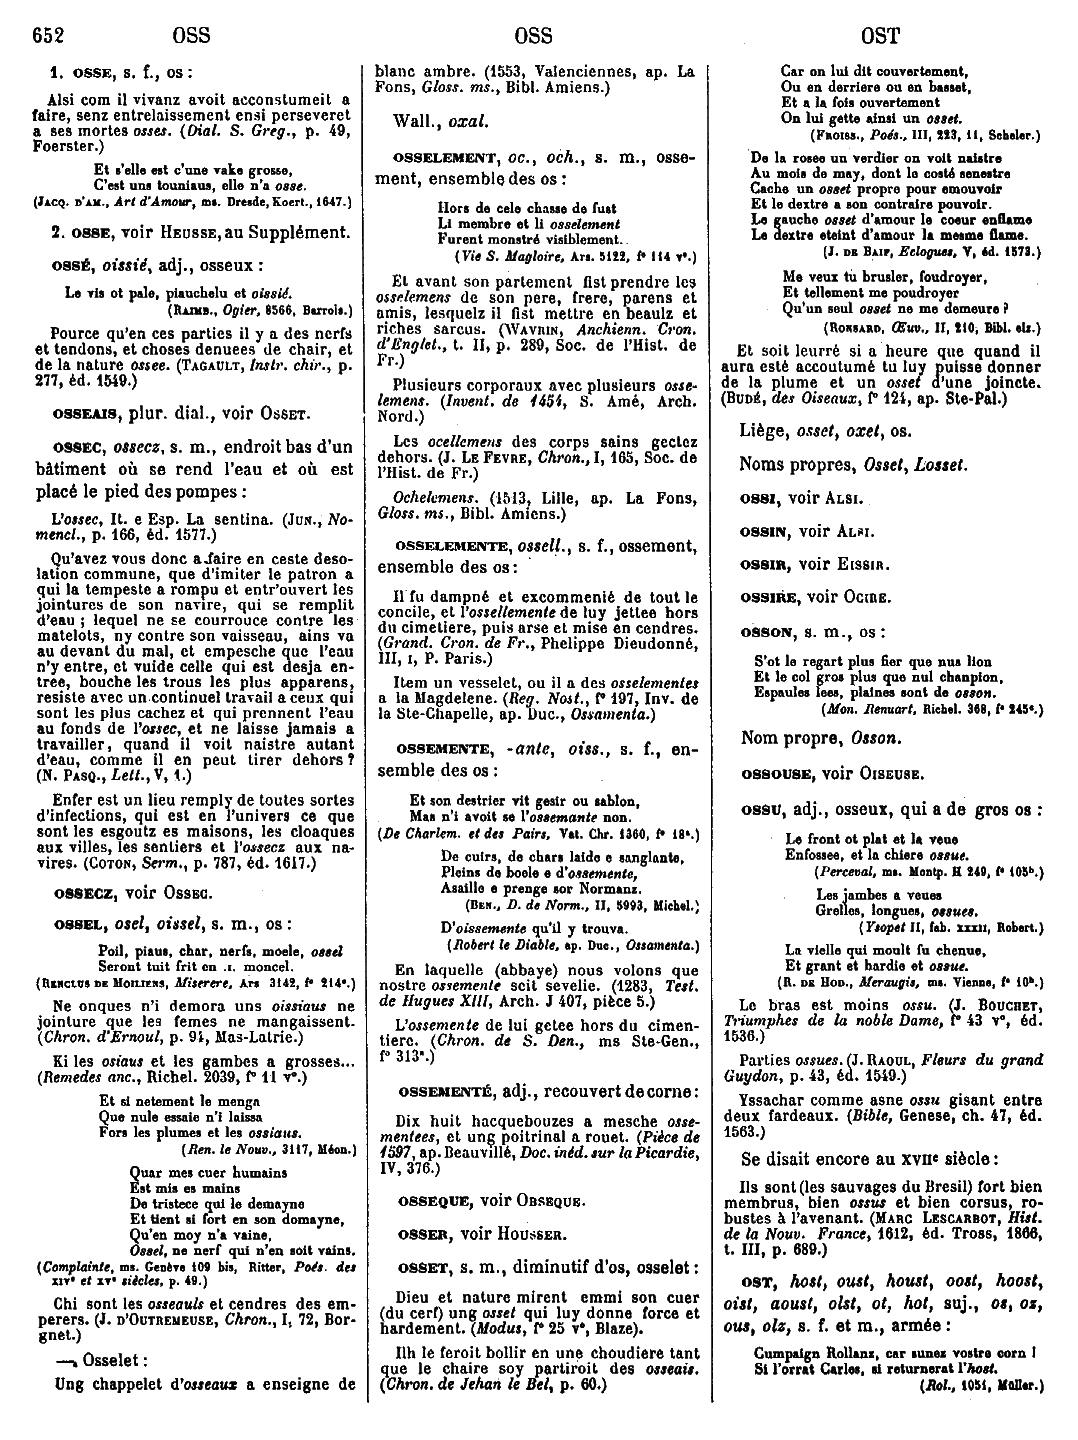 652 OSS OSS OST
1. OSSE, s. f., os :
Alsi com il vivanz avoit acconstumeit a
faire, senz entrelaissement ensi perseveret
a ses mortes osses. (Dial. S. Greg., p. 49,
Foerster.)
Et s'elle est c'une vake grosse,
C'est uns touniaus, elle n'a osse.
(JACQ. D'AM., Art d'Amour, ms. Dresde, Koert., 1647.)
2. OSSE, voir HEUSSE, au Supplément.
OSSÉ, oissié, adj., osseux :
Le vis ot pale, piauchelu et oissié.
(RAIMB., Ogier, 8566, Barrois.)
Pource qu'en ces parties il y a des nerfs
et tendons, et choses denuees de chair, et
de la nature ossee. (TAGAULT, Instr. chir., p.
277, éd. 1549.)
OSSEAIS, plur. dial., voir OSSET.
OSSEC, ossecz, s. m., endroit bas d'un
bâtiment où se rend l'eau et où est
placé le pied des pompes :
L'ossec, It. e Esp. La sentina. (JUN., No-
mencl., p. 166, éd. 1577.)
Qu'avez vous donc a faire en ceste deso-
lation commune, que d'imiter le patron a
qui la tempeste a rompu et entr'ouvert les
jointures de son navire, qui se remplit
d'eau ; lequel ne se courrouce contre les
matelots, ny contre son vaisseau, ains va
au devant du mal, et empesche que l'eau
n'y entre, et vuide celle qui est desja en-
tree, bouche les trous les plus apparens,
resiste avec un continuel travail a ceux qui
sont les plus cachez et qui prennent l'eau
au fonds de l'ossec, et ne laisse jamais a
travailler, quand il voit naistre autant
d'eau, comme il en peut tirer dehors ?
(N. PASQ., Lett., V, 1.)
Enfer est un lieu remply de toutes sortes
d'infections, qui est en l'univers ce que
sont les esgoutz es maisons, les cloaques
aux villes, les sentiers et l'ossecz aux na-
vires. (COTON, Serm., p. 787, éd. 1617.)
OSSECZ, voir OSSEC.
OSSEL, osel, oissel, s. m., os :
Poil, piaus, char, nerfs, moele, ossel
Seront tuit frit en .I. moncel.
(RENCLUS DE MOILIENS, Miserere, Ars 3142, f° 214ª.)
Ne onques n'i demora uns oissiaus ne
jointure que les femes ne mangaissent.
(Chron. d'Ernoul, p. 91, Mas-Latrie.)
Ki les osiaus et les gambes a grosses...
(Remedes anc., Richel. 2039, f° 11 v°.)
Et si netement le menga
Que nule essaie n'i laissa
Fors les plumes et les ossiaus.
(Ren. le Nouv., 3117, Méon.)
Quar mes cuer humains
Est mis es mains
De tristece qui le demayne
Et tient si fort en son domayne,
Qu'en moy n'a vaine,
Ossel, ne nerf qui n'en soit vains.
(Complainte, ms. Genève 109 bis, Ritter, Poés. des
XIV° et XV° siècles, p. 49.)
Chi sont les osseauls et cendres des em-
perers. (J. D'OUTREMEUSE, Chron., I, 72, Bor-
gnet.)
— Osselet :
Ung chappelet d'osseaux a enseigne de
blanc ambre. (1553, Valenciennes, ap. La
Fons, Gloss. ms., Bibl. Amiens.)
Wall., oxal.
OSSELEMENT, oc., och., s. m., osse-
ment, ensemble des os :
Hors de cele chasse de fust
Li membre et li osselement
Furent monstré visiblement.
(Vie S. Magloire, Ars. 5122, f° 114 v°.)
Et avant son partement fist prendre les
osselemens de son pere, frere, parens et
amis, lesquelz il fist mettre en beaulz et
riches sarcus. (WAVRIN, Anchienn. Cron.
d'Englet., t. II, p. 289, Soc. de l'Hist. de
Fr.)
Plusieurs corporaux avec plusieurs osse-
lemens. (Invent. de 1454, S. Amé, Arch.
Nord.)
Les ocellemens des corps sains gectez
dehors. (J. LE FEVRE, Chron., I, 165, Soc. de
l'Hist. de Fr.)
Ochelemens. (1513, Lille, ap. La Fons,
Gloss. ms., Bibl. Amiens.)
OSSELEMENTE, ossell., s. f., ossement,
ensemble des os :
Il fu dampné et excommenié de tout le
concile, et l'ossellemente de luy jettee hors
du cimetiere, puis arse et mise en cendres.
(Grand. Cron. de Fr., Phelippe Dieudonné,
III, I, P. Paris.)
Item un vesselet, ou il a des osselementes
a la Magdelene. (Reg. Nost., f° 197, Inv. de
la Ste-Chapelle, ap. Duc., Ossamenta.)
OSSEMENTE, -ante, oiss., s. f., en-
semble des os :
Et son destrier vit gesir ou sablon,
Mas n'i avoit se l'ossemante non.
(De Charlem. et des Pairs, Vat. Chr. 1360, f° 18ª.)
De cuirs, de chars laide e sanglante,
Pleins de boele e d'ossemente,
Asaille e prenge sor Normanz.
(BEN., D. de Norm., II, 5993, Michel.)
D'oissemente qu'il y trouva.
(Robert le Diable, ap. Duc., Ossamenta.)
En laquelle (abbaye) nous volons que
nostre ossemente seit sevelie. (1283, Test.
de Hugues XIII, Arch. J 407, pièce 5.)
L'ossemente de lui getee hors du cimen-
tiere. (Chron. de S. Den., ms Ste-Gen.,
f° 313ª.)
OSSEMENTÉ, adj., recouvert de corne :
Dix huit hacquebouzes a mesche osse-
mentees, et ung poitrinal a rouet. (Pièce de
1597, ap. Beauvillé, Doc. inéd. sur la Picardie,
IV, 376.)
OSSEQUE, voir OBSEQUE.
OSSER, voir HOUSSER.
OSSET, s. m., diminutif d'os, osselet :
Dieu et nature mirent emmi son cuer
(du cerf) ung osset qui luy donne force et
hardement. (Modus, f° 25 v°, Blaze).
Ilh le feroit bollir en une choudiere tant
que le chaire soy partiroit des osseais.
(Chron. de Jehan le Bel, p. 60.)
Car on lui dit couvertement,
Ou en derriere ou en basset,
Et a la fois ouvertement
On lui gette ainsi un osset.
(FROISS., Poés., III, 223, 11, Scheler.)
De la rosee un verdier on voit naistre
Au mois de may, dont le costé senestre
Cache un osset propre pour emouvoir
Et le dextre a son contraire pouvoir.
Le gauche osset d'amour le coeur enflame
Le dextre eteint d'amour la mesme flame.
(J. DE BAIF, Eclogues, V, éd. 1573.)
Me veux tu brusler, foudroyer,
Et tellement me poudroyer
Qu'un seul osset ne me demeure ?
(RONSARD, Œuv., II, 210, Bibl. elz.)
Et soit leurré si a heure que quand il
aura esté accoutumé tu luy puisse donner
de la plume et un osset d'une joincte.
(BUDÉ, des Oiseaux, f° 121, ap. Ste-Pal.)
Liège, osset, oxet, os.
Noms propres, Osset, Losset.
OSSI, voir ALSI.
OSSIN, voir ALSI.
OSSIR, voir EISSIR.
OSSIRE, voir OCIRE.
OSSON, s. m., os :
S'ot le regart plus fier que nus lion
Et le col gros plus que nul chanpion,
Espaules lees, plaines sont de osson.
(Mon. Renuart, Richel. 368, f° 245ª.)
Nom propre, Osson.
OSSOUSE, voir OISEUSE.
OSSU, adj., osseux, qui a de gros os :
Le front ot plat et la veue
Enfossee, et la chiere ossue.
(Perceval, ms. Montp. H 249, f° 105ᵇ.)
Les jambes a veues
Grelles, longues, ossues.
(Ysopet II, fab. XXXII, Robert.)
La vielle qui moult fu chenue,
Et grant et hardie et ossue.
(R. DE HOD., Meraugis, ms. Vienne, f° 10ᵇ.)
Le bras est moins ossu. (J. BOUCHET,
Triumphes de la noble Dame, f° 43 v°, éd.
1536.)
Parties ossues. (J. RAOUL, Fleurs du grand
Guydon, p. 43, éd. 1549.)
Yssachar comme asne ossu gisant entre
deux fardeaux. (Bible, Genese, ch. 47, éd.
1563.)
Se disait encore au XVIIᵉ siècle :
Ils sont (les sauvages du Bresil) fort bien
membrus, bien ossus et bien corsus, ro-
bustes à l'avenant. (MARC LESCARBOT, Hist.
de la Nouv. France, 1612, éd. Tross, 1866,
t. III, p. 689.)
OST, host, oust, houst, oost, hoost,
oist, aoust, olst, ot, hot, suj., os, oz,
ous, olz, s. f. et m., armée :
Cumpaign Rollanz, car sunez vostre corn !
Si l'orrat Carles, si returnerat l'host.
(Rol., 1051, Müller.)